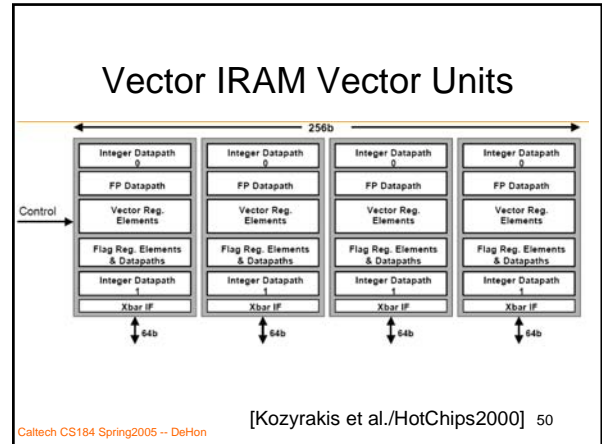 Vector IRAM Vector Units
256b
Control
Integer Datapath
0
FP Datapath
Vector Reg.
Elements
Flag Reg. Elements
& Datapaths
Integer Datapath
1
Xbar IF
64b
Integer Datapath
0
FP Datapath
Vector Reg.
Elements
Flag Reg. Elements
& Datapaths
Integer Datapath
1
Xbar IF
64b
Integer Datapath
0
FP Datapath
Vector Reg.
Elements
Flag Reg. Elements
& Datapaths
Integer Datapath
1
Xbar IF
64b
Integer Datapath
0
FP Datapath
Vector Reg.
Elements
Flag Reg. Elements
& Datapaths
Integer Datapath
1
Xbar IF
64b
[Kozyrakis et al./HotChips2000] 50
Caltech CS184 Spring2005 -- DeHon